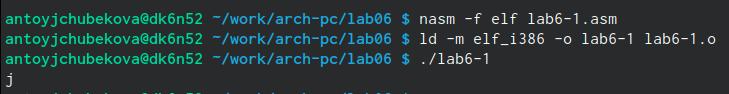 antoyjchubekova@dk6n52 ~/work/arch-pc/lab06 $ nasm -f elf lab6-1.asm
antoyjchubekova@dk6n52 ~/work/arch-pc/lab06 $ ld -m elf_i386 -o lab6-1 lab6-1.o
antoyjchubekova@dk6n52 ~/work/arch-pc/lab06 $ ./lab6-1
j